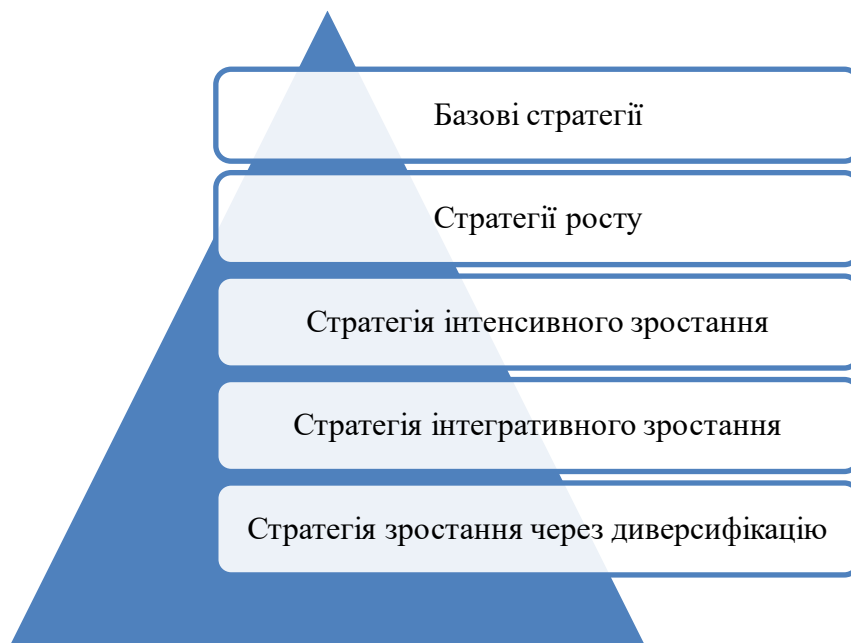 Базові стратегії
Стратегії росту
Стратегія інтенсивного зростання
Стратегія інтегративного зростання
Стратегія зростання через диверсифікацію